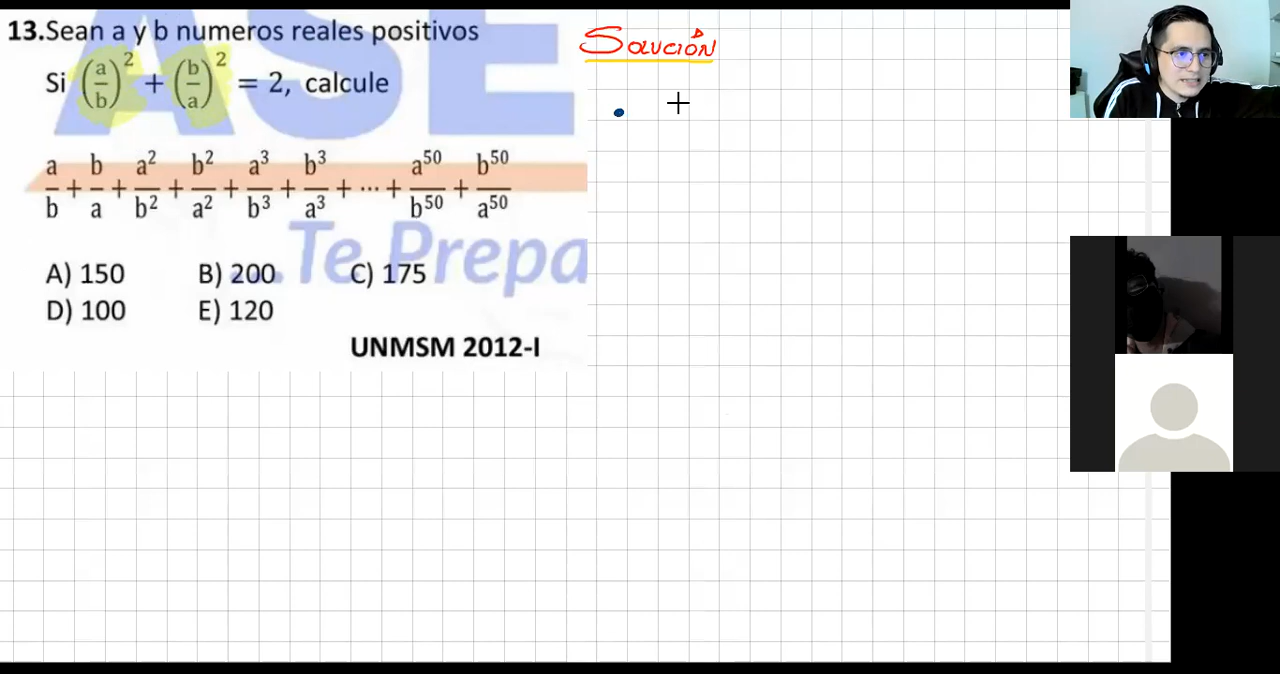 13.Sean a y b numeros reales positivos
Si (a/b)² + (b/a)² = 2, calcule
a/b + b/a + a²/b² + b²/a² + a³/b³ + b³/a³ + ... + a⁵⁰/b⁵⁰ + b⁵⁰/a⁵⁰
A) 150 B) 200 C) 175
D) 100 E) 120
UNMSM 2012-I
ASE
...Te Prepa
Solución